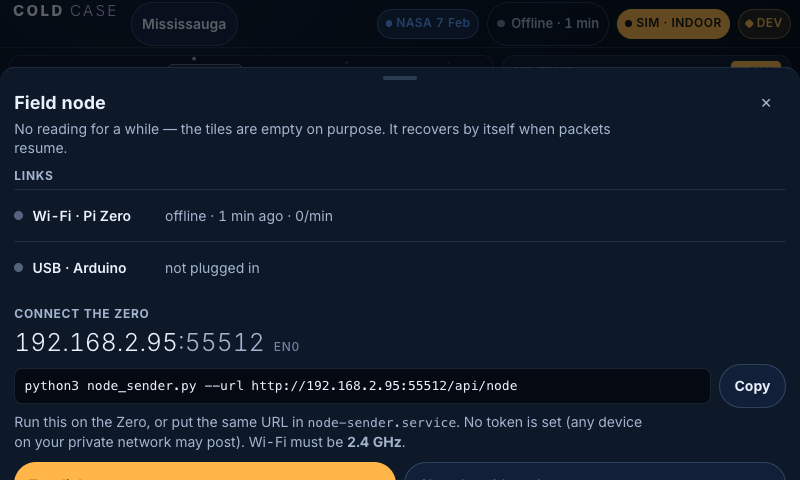 COLD CASE Mississauga NASA 7 Feb Offline · 1 min SIM · INDOOR DEV
Field node ×
No reading for a while — the tiles are empty on purpose. It recovers by itself when packets
resume.
LINKS
Wi-Fi · Pi Zero offline · 1 min ago · 0/min
USB · Arduino not plugged in
CONNECT THE ZERO
192.168.2.95:55512 EN0
python3 node_sender.py --url http://192.168.2.95:55512/api/node Copy
Run this on the Zero, or put the same URL in node-sender.service. No token is set (any device
on your private network may post). Wi-Fi must be 2.4 GHz.